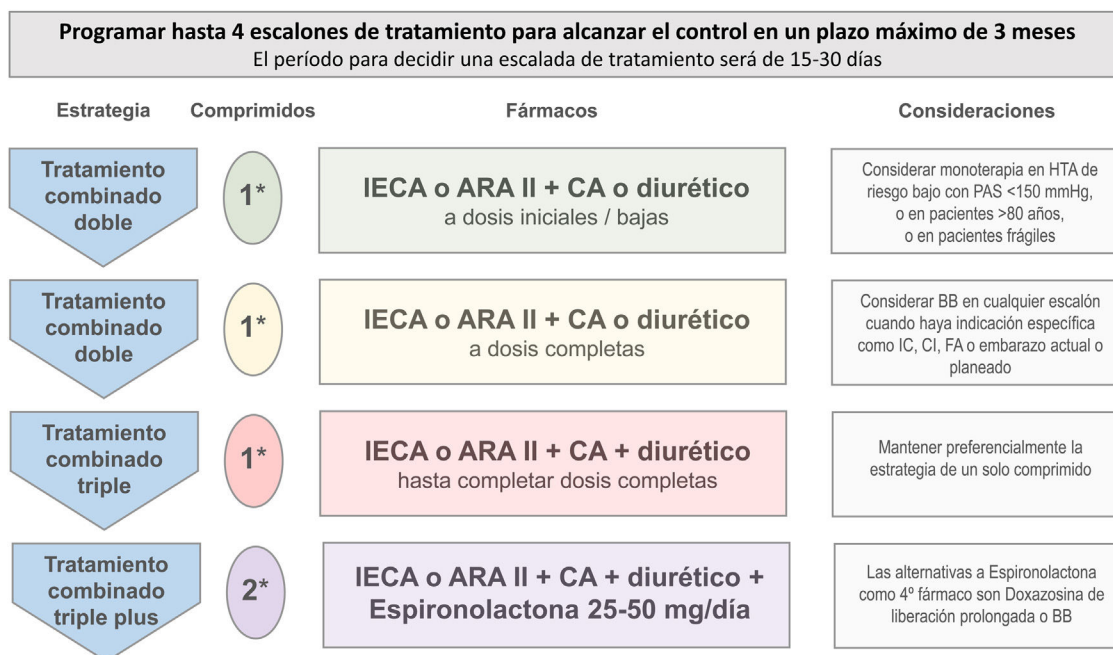 Programar hasta 4 escalones de tratamiento para alcanzar el control en un plazo máximo de 3 meses
El período para decidir una escalada de tratamiento será de 15-30 días
Estrategia
Comprimidos
Fármacos
Consideraciones
Tratamiento
combinado
doble
1*
IECA o ARA II + CA o diurético
a dosis iniciales / bajas
Considerar monoterapia en HTA de
riesgo bajo con PAS <150 mmHg,
o en pacientes >80 años,
o en pacientes frágiles
Tratamiento
combinado
doble
1*
IECA o ARA II + CA o diurético
a dosis completas
Considerar BB en cualquier escalón
cuando haya indicación específica
como IC, CI, FA o embarazo actual o
planeado
Tratamiento
combinado
triple
1*
IECA o ARA II + CA + diurético
hasta completar dosis completas
Mantener preferencialmente la
estrategia de un solo comprimido
Tratamiento
combinado
triple plus
2*
IECA o ARA II + CA + diurético +
Espironolactona 25-50 mg/día
Las alternativas a Espironolactona
como 4º fármaco son Doxazosina de
liberación prolongada o BB